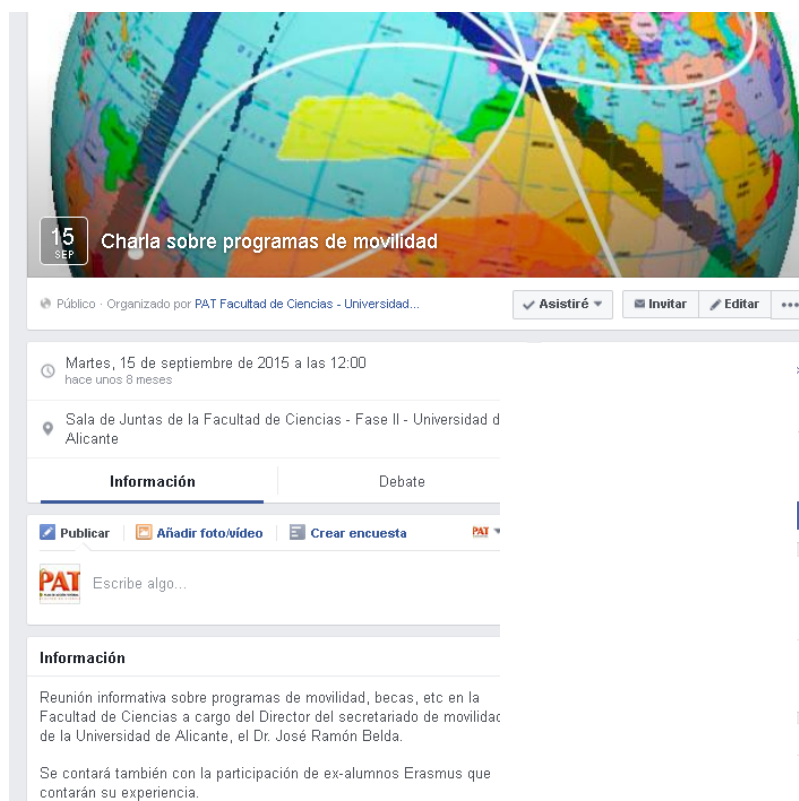 15
SEP
Charla sobre programas de movilidad
Público · Organizado por PAT Facultad de Ciencias - Universidad...
Asistiré
Invitar
Editar
Martes, 15 de septiembre de 2015 a las 12:00
hace unos 8 meses
Sala de Juntas de la Facultad de Ciencias - Fase II - Universidad d
Alicante
Información
Debate
Publicar
Añadir foto/vídeo
Crear encuesta
PAT
PAT
Escribe algo...
Información
Reunión informativa sobre programas de movilidad, becas, etc en la
Facultad de Ciencias a cargo del Director del secretariado de movilidad
de la Universidad de Alicante, el Dr. José Ramón Belda.
Se contará también con la participación de ex-alumnos Erasmus que
contarán su experiencia.